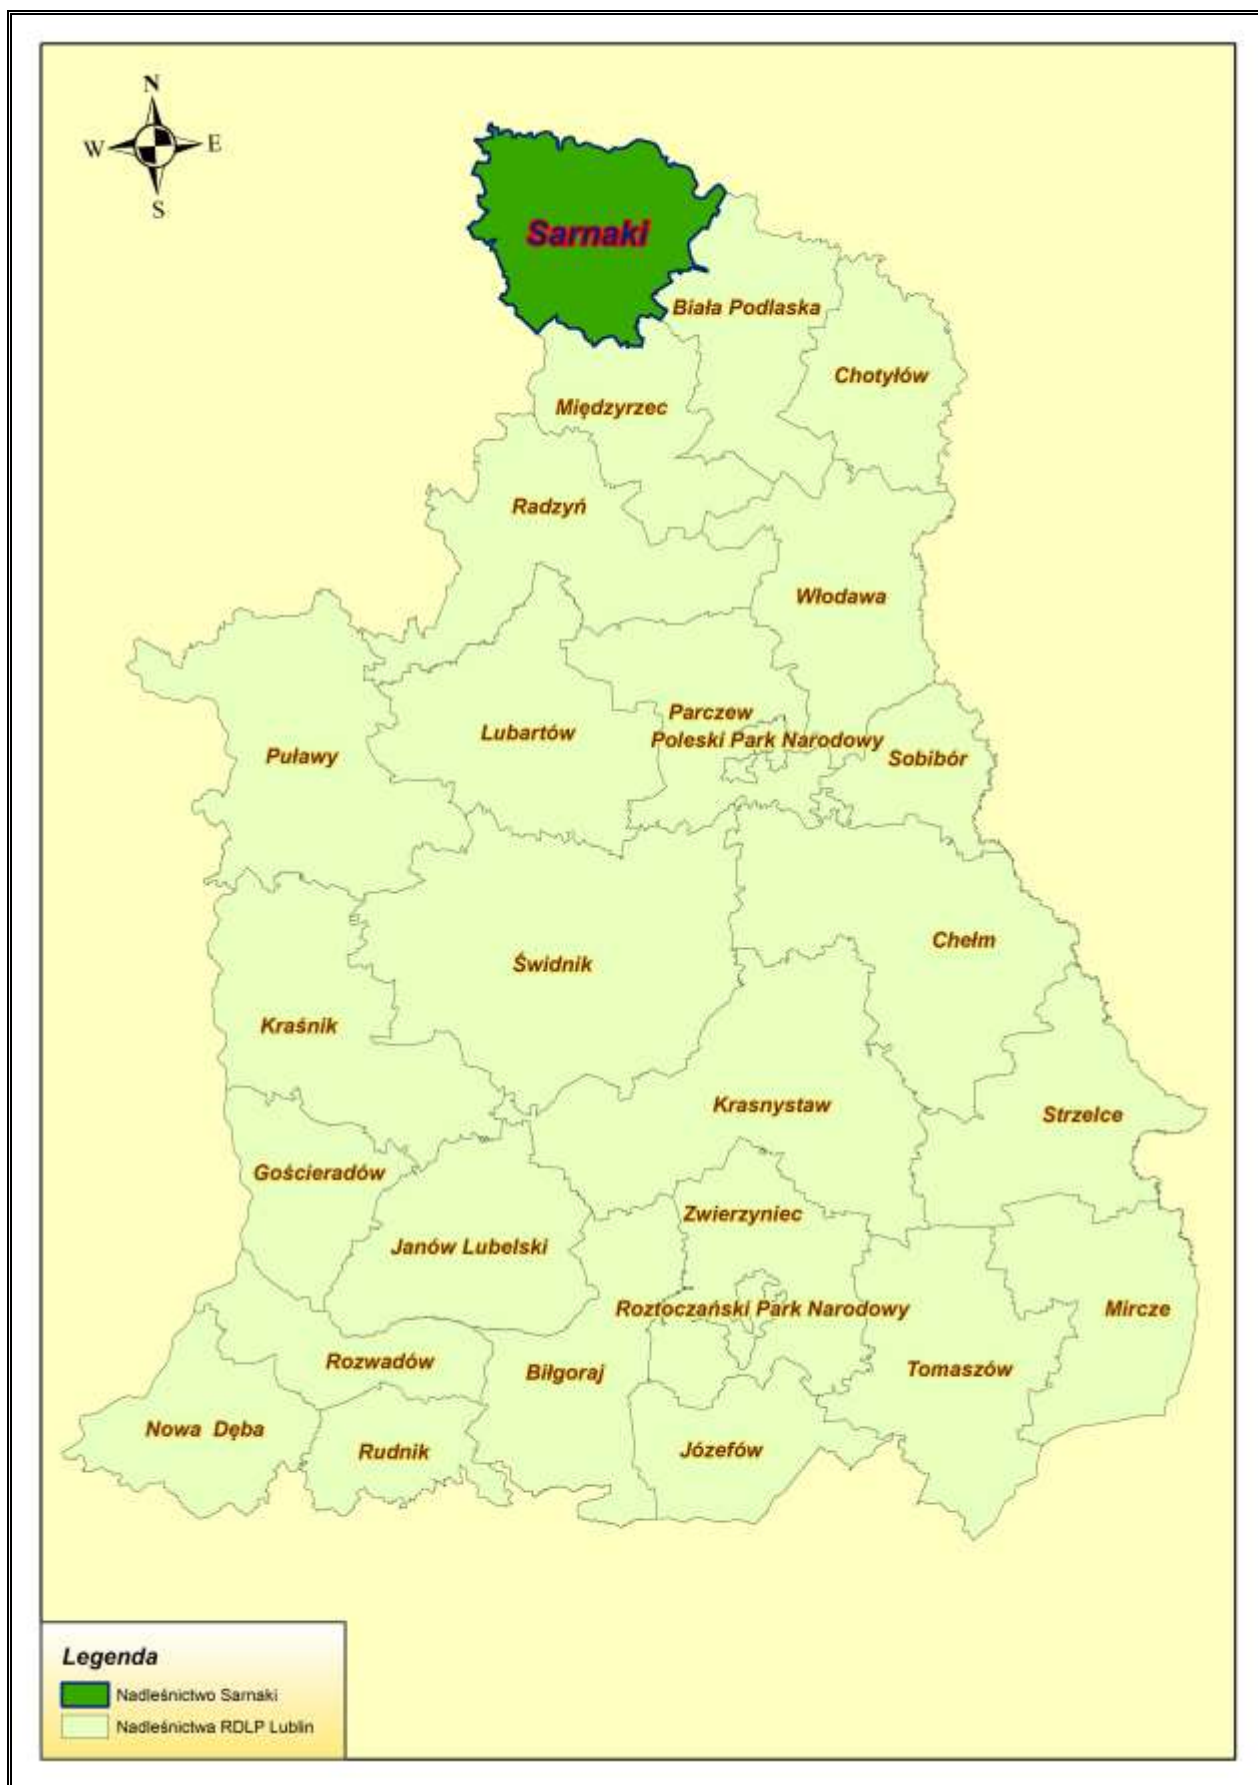 N
W E
S
Sarnaki
Biała Podlaska
Chotyłów
Międzyrzec
Radzyń
Włodawa
Parczew
Lubartów
Poleski Park Narodowy
Puławy
Sobibór
Chełm
Świdnik
Kraśnik
Krasnystaw
Strzelce
Gościeradów
Zwierzyniec
Janów Lubelski
Roztoczański Park Narodowy
Mircze
Rozwadów
Biłgoraj
Tomaszów
Nowa Dęba
Rudnik
Józefów
Legenda
Nadleśnictwo Sarnaki
Nadleśnictwa RDLP Lublin